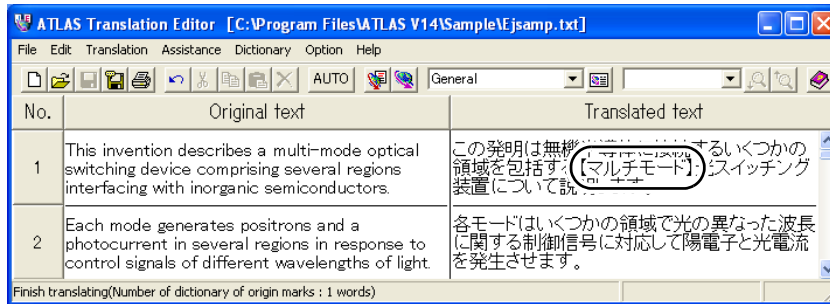 ATLAS Translation Editor [C:\Program Files\ATLAS V14\Sample\Ejsamp.txt]
File Edit Translation Assistance Dictionary Option Help
AUTO General
No. Original text Translated text
1
This invention describes a multi-mode optical
switching device comprising several regions
interfacing with inorganic semiconductors.
この発明は無機 するいくつかの
領域を包括す 【マルチモード】 スイッチング
装置について説
2
Each mode generates positrons and a
photocurrent in several regions in response to
control signals of different wavelengths of light.
各モードはいくつかの領域で光の異なった波長
に関する制御信号に対応して陽電子と光電流
を発生させます。
Finish translating(Number of dictionary of origin marks : 1 words)